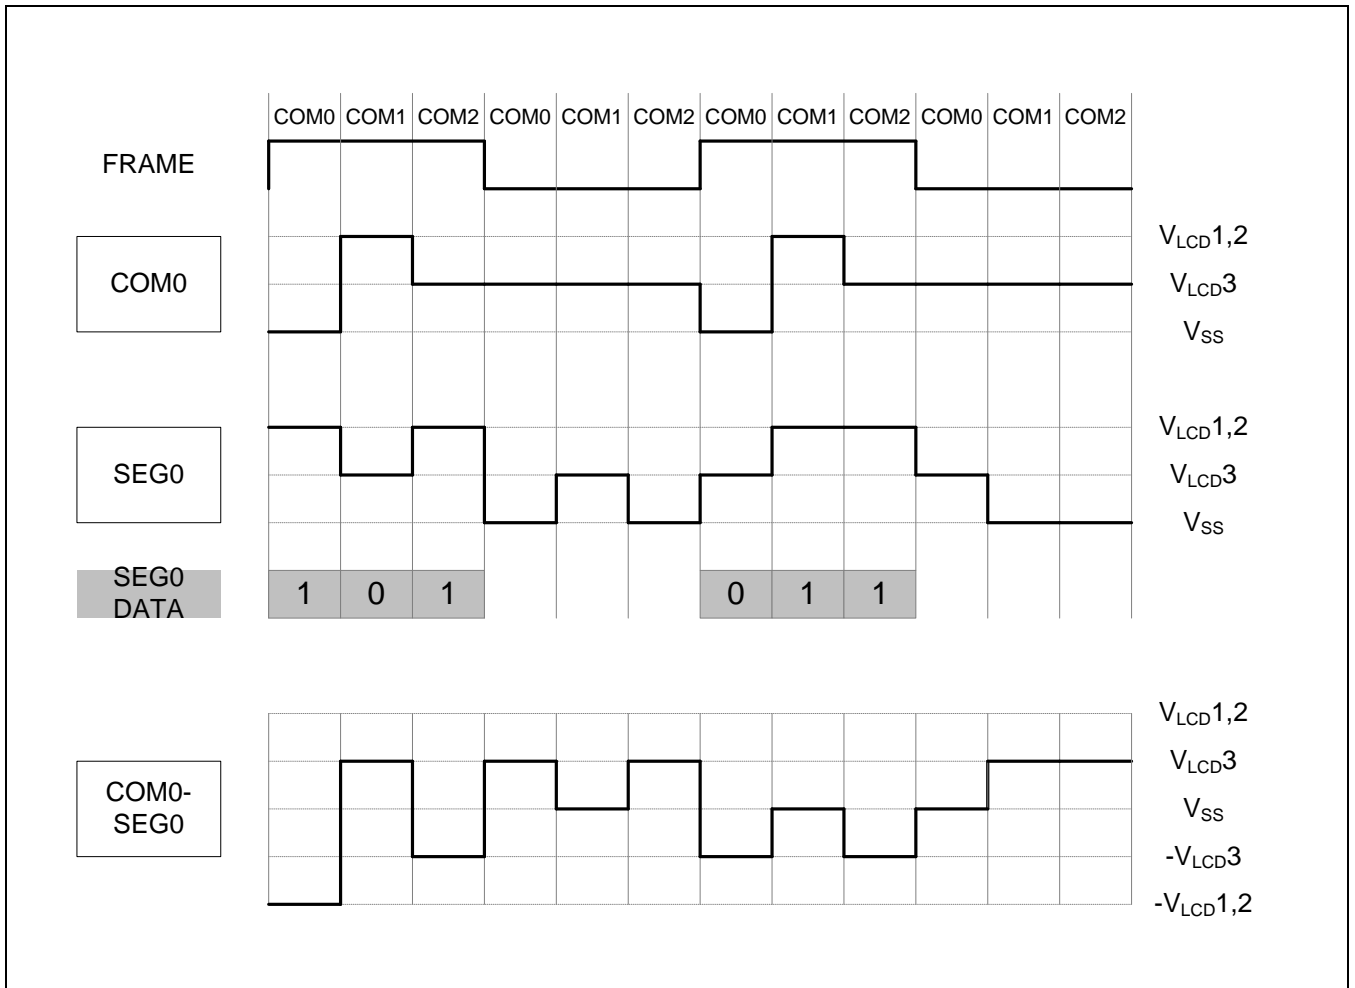 COM0 COM1 COM2 COM0 COM1 COM2 COM0 COM1 COM2 COM0 COM1 COM2
FRAME
VLCD1,2
COM0
VLCD3
VSS
VLCD1,2
SEG0
VLCD3
VSS
SEG0
DATA
1 0 1 0 1 1
VLCD1,2
VLCD3
COM0-
SEG0
VSS
-VLCD3
-VLCD1,2